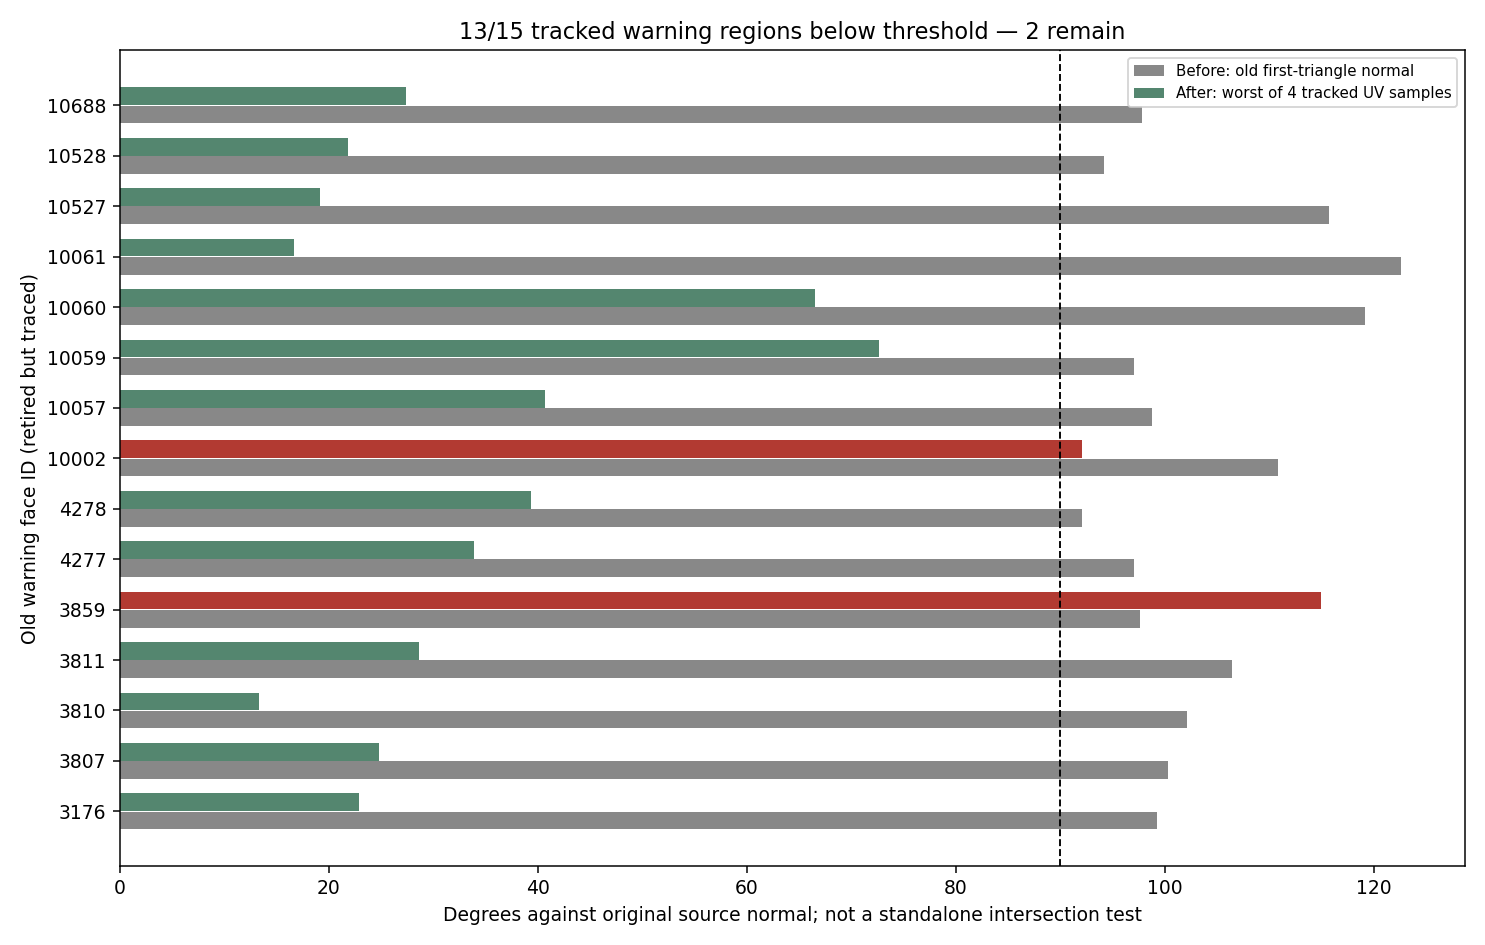 13/15 tracked warning regions below threshold — 2 remain
Before: old first-triangle normal
After: worst of 4 tracked UV samples
Old warning face ID (retired but traced)
10688
10528
10527
10061
10060
10059
10057
10002
4278
4277
3859
3811
3810
3807
3176
0 20 40 60 80 100 120
Degrees against original source normal; not a standalone intersection test